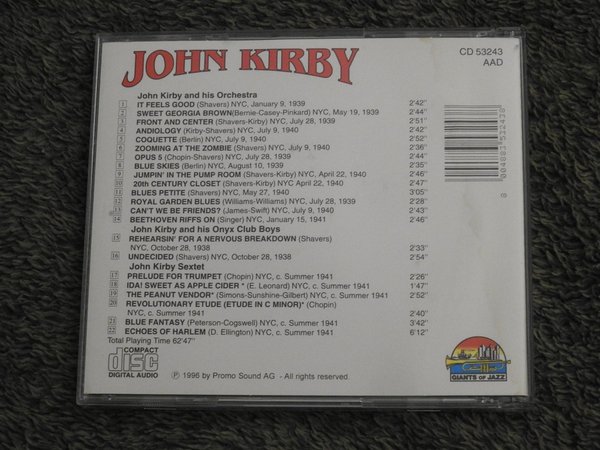 JOHN KIRBY
CD 53243
AAD
John Kirby and his Orchestra
1 IT FEELS GOOD (Shavers) NYC, January 9, 1939 2'42"
2 SWEET GEORGIA BROWN(Bernie-Casey-Pinkard) NYC, May 19, 1939 2'44"
3 FRONT AND CENTER (Shavers-Kirby) NYC, July 28, 1939 2'51"
4 ANDIOLOGY (Kirby-Shavers) NYC, July 9, 1940 2'42"
5 COQUETTE (Berlin) NYC, July 9, 1940 2'52"
6 ZOOMING AT THE ZOMBIE (Shavers) NYC, July 9, 1940 2'36"
7 OPUS 5 (Chopin-Shavers) NYC, July 28, 1939 2'44"
8 BLUE SKIES (Berlin) NYC, August 10, 1939 2'35"
9 JUMPIN' IN THE PUMP ROOM (Shavers-Kirby) NYC, April 22, 1940 2'46"
10 20th CENTURY CLOSET (Shavers-Kirby) NYC April 22, 1940 2'47"
11 BLUES PETITE (Shavers) NYC, May 27, 1940 3'05"
12 ROYAL GARDEN BLUES (Williams-Williams) NYC, July 28, 1939 2'28"
13 CAN'T WE BE FRIENDS? (James-Swift) NYC, July 9, 1940 2'43"
14 BEETHOVEN RIFFS ON (Singer) NYC, January 15, 1941 2'46"
John Kirby and his Onyx Club Boys
15 REHEARSIN' FOR A NERVOUS BREAKDOWN (Shavers)
NYC, October 28, 1938 2'33"
16 UNDECIDED (Shavers) NYC, October 28, 1938 2'54"
John Kirby Sextet
17 PRELUDE FOR TRUMPET (Chopin) NYC, c. Summer 1941 2'26"
18 IDA! SWEET AS APPLE CIDER * (E. Leonard) NYC, c. Summer 1941 1'47"
19 THE PEANUT VENDOR* (Simons-Sunshine-Gilbert) NYC, c. Summer 1941 2'52"
20 REVOLUTIONARY ETUDE (ETUDE IN C MINOR)* (Chopin)
NYC, c. Summer 1941 2'40"
21 BLUE FANTASY (Peterson-Cogswell) NYC, c. Summer 1941 3'42"
22 ECHOES OF HARLEM (D. Ellington) NYC, c. Summer 1941 6'12"
Total Playing Time 62'47"
COMPACT
disc
DIGITAL AUDIO
℗ 1996 by Promo Sound AG - All rights reserved.
GIANTS OF JAZZ
8 004883 532438